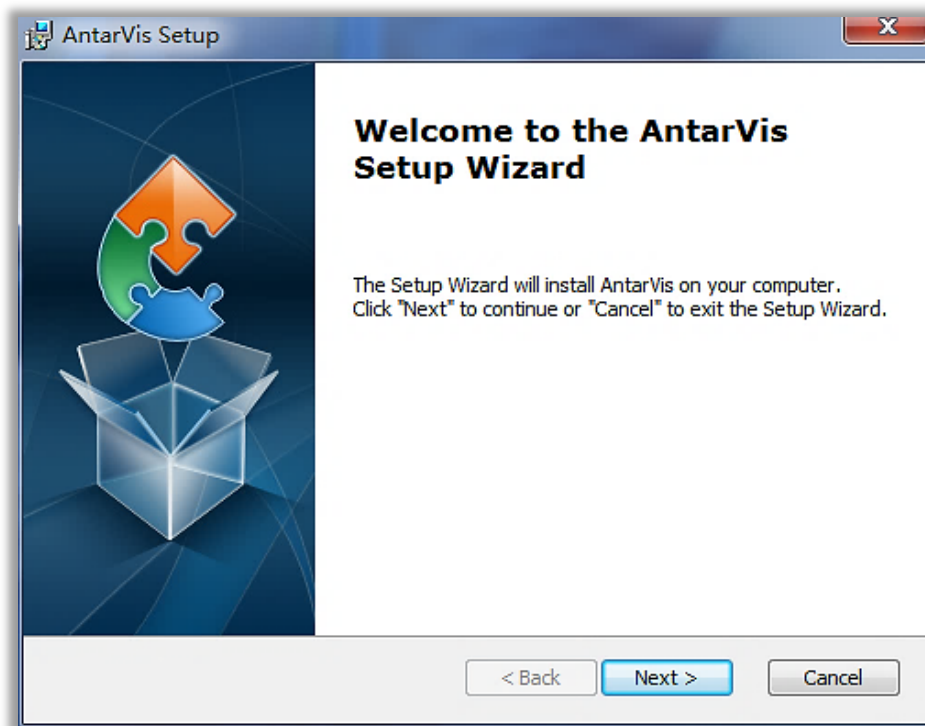 AntarVis Setup
X
Welcome to the AntarVis
Setup Wizard
The Setup Wizard will install AntarVis on your computer.
Click "Next" to continue or "Cancel" to exit the Setup Wizard.
< Back
Next >
Cancel